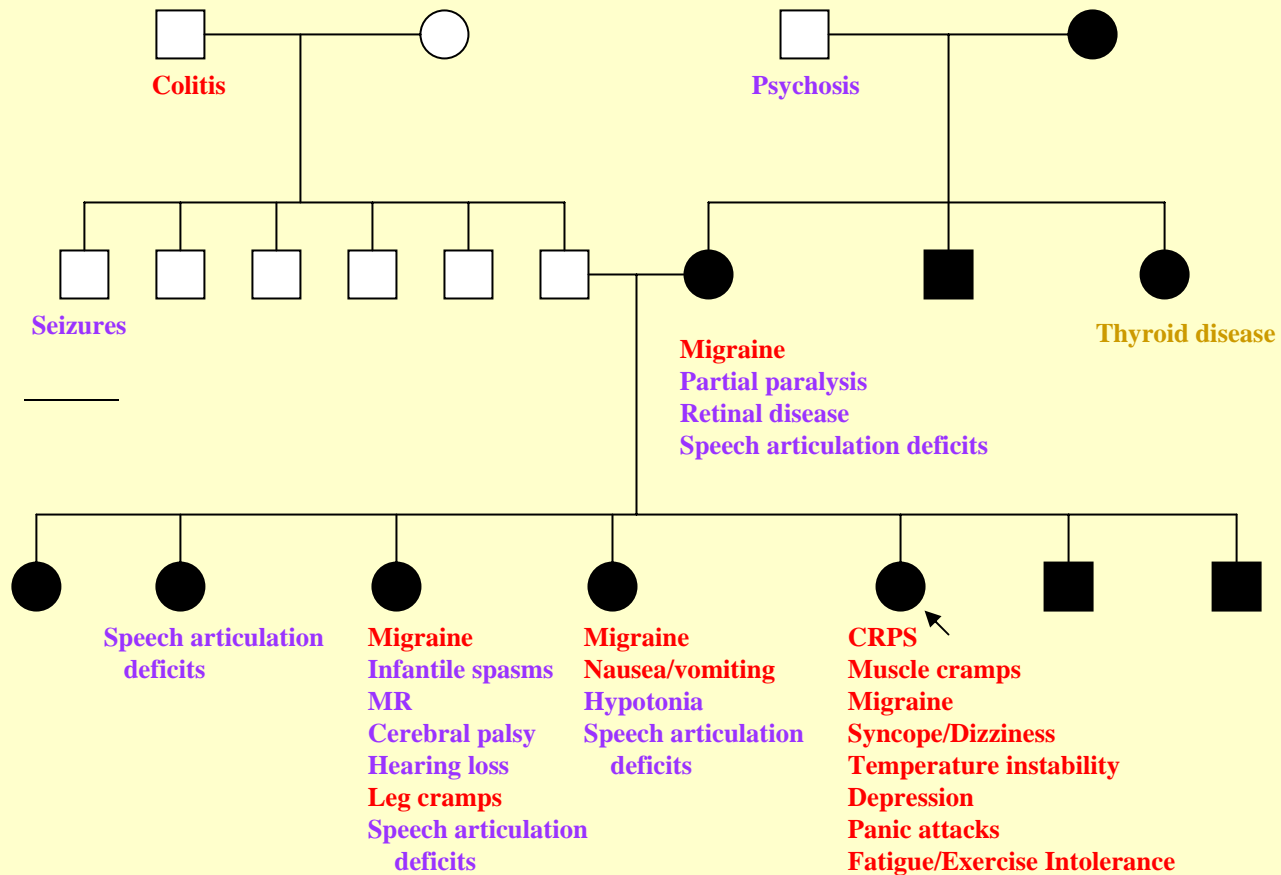 Colitis
Psychosis
Seizures
Migraine
Partial paralysis
Retinal disease
Speech articulation deficits
Thyroid disease
Speech articulation
deficits
Migraine
Infantile spasms
MR
Cerebral palsy
Hearing loss
Leg cramps
Speech articulation
deficits
Migraine
Nausea/vomiting
Hypotonia
Speech articulation
deficits
CRPS
Muscle cramps
Migraine
Syncope/Dizziness
Temperature instability
Depression
Panic attacks
Fatigue/Exercise Intolerance